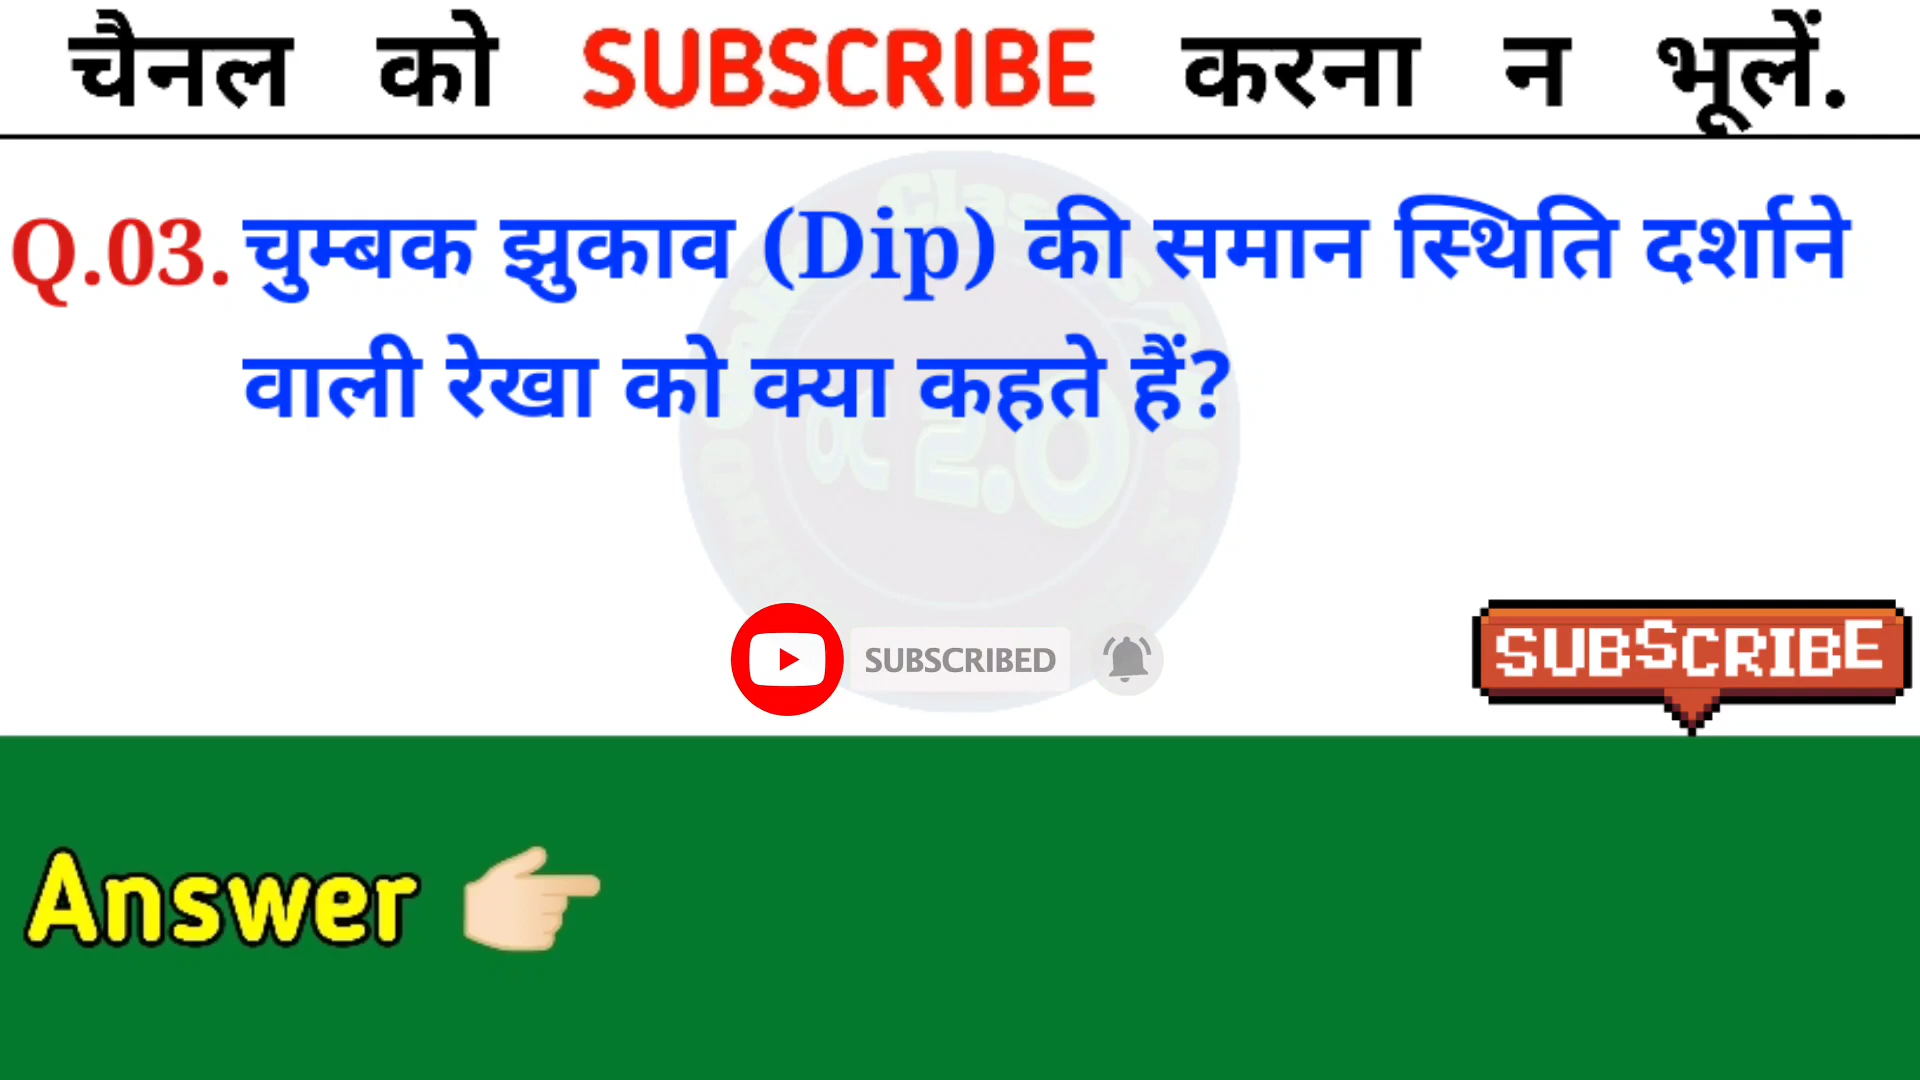 चैनल को SUBSCRIBE करना न भूलें.
Q.03. चुम्बक झुकाव (Dip) की समान स्थिति दर्शाने
वाली रेखा को क्या कहते हैं?
SUBSCRIBED
SUBSCRIBE
Answer